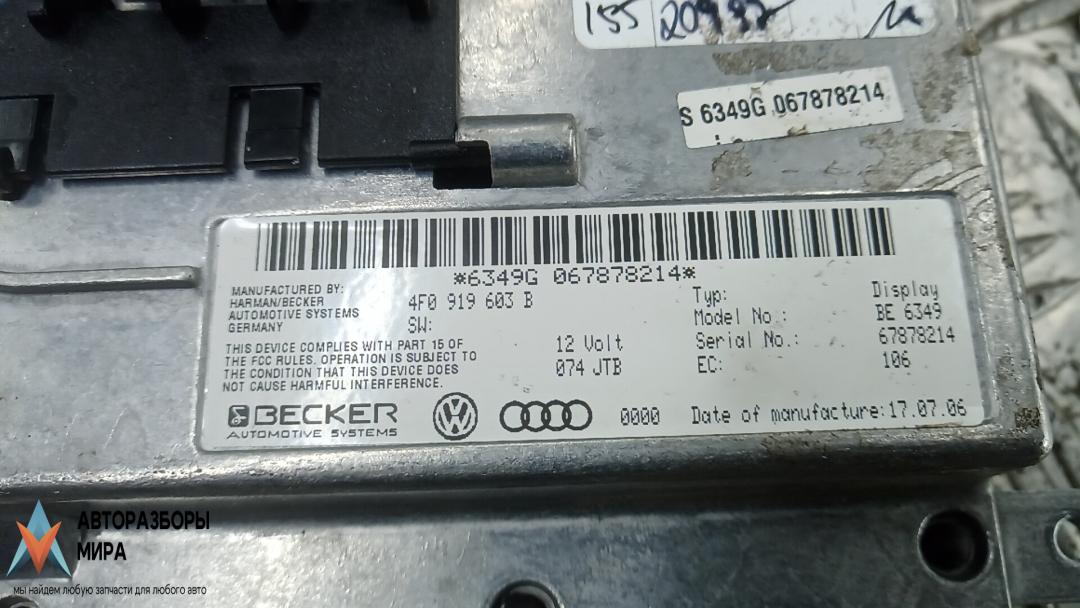 155 20937
S 6349G 067878214
*6349G 067878214*
MANUFACTURED BY:
HARMAN/BECKER
AUTOMOTIVE SYSTEMS
GERMANY
4F0 919 603 B
SW:
Typ: Display
Model No.: BE 6349
Serial No.: 67878214
EC: 106
12 Volt
074 JTB
THIS DEVICE COMPLIES WITH PART 15 OF
THE FCC RULES. OPERATION IS SUBJECT TO
THE CONDITION THAT THIS DEVICE DOES
NOT CAUSE HARMFUL INTERFERENCE.
BECKER
AUTOMOTIVE SYSTEMS
0000
Date of manufacture:17.07.06
АВТОРАЗБОРЫ
МИРА
мы найдем любую запчасти для любого авто